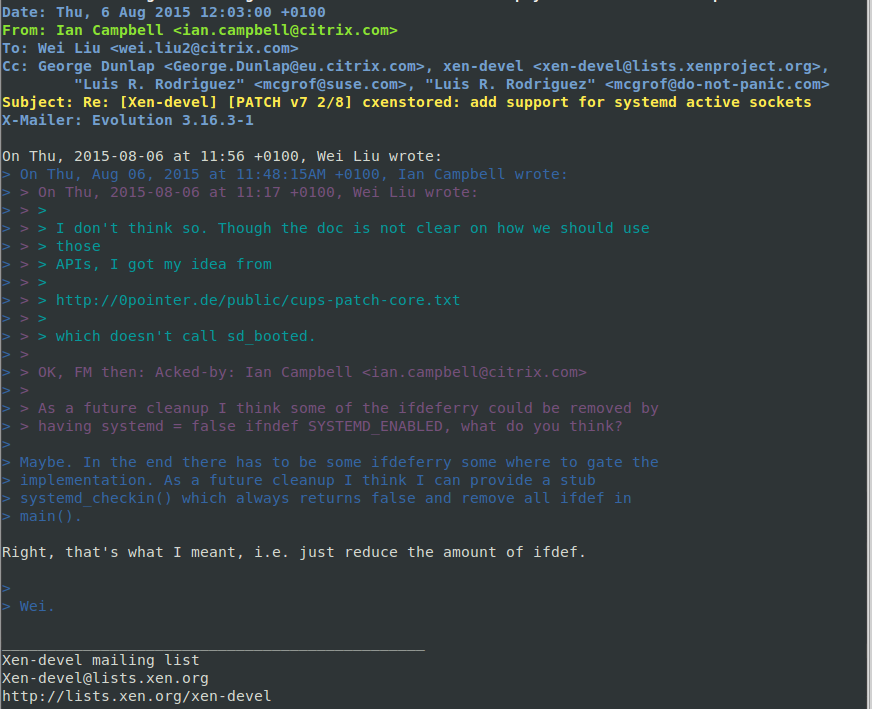 Date: Thu, 6 Aug 2015 12:03:00 +0100
From: Ian Campbell <ian.campbell@citrix.com>
To: Wei Liu <wei.liu2@citrix.com>
Cc: George Dunlap <George.Dunlap@eu.citrix.com>, xen-devel <xen-devel@lists.xenproject.org>,
"Luis R. Rodriguez" <mcgrof@suse.com>, "Luis R. Rodriguez" <mcgrof@do-not-panic.com>
Subject: Re: [Xen-devel] [PATCH v7 2/8] cxenstored: add support for systemd active sockets
X-Mailer: Evolution 3.16.3-1

On Thu, 2015-08-06 at 11:56 +0100, Wei Liu wrote:
> On Thu, Aug 06, 2015 at 11:48:15AM +0100, Ian Campbell wrote:
> > On Thu, 2015-08-06 at 11:17 +0100, Wei Liu wrote:
> > >
> > > I don't think so. Though the doc is not clear on how we should use
> > > those
> > > APIs, I got my idea from
> > >
> > > http://0pointer.de/public/cups-patch-core.txt
> > >
> > > which doesn't call sd_booted.
> >
> > OK, FM then: Acked-by: Ian Campbell <ian.campbell@citrix.com>
> >
> > As a future cleanup I think some of the ifdeferry could be removed by
> > having systemd = false ifndef SYSTEMD_ENABLED, what do you think?
>
> Maybe. In the end there has to be some ifdeferry some where to gate the
> implementation. As a future cleanup I think I can provide a stub
> systemd_checkin() which always returns false and remove all ifdef in
> main().

Right, that's what I meant, i.e. just reduce the amount of ifdef.

>
> Wei.

_______________________________________________
Xen-devel mailing list
Xen-devel@lists.xen.org
http://lists.xen.org/xen-devel